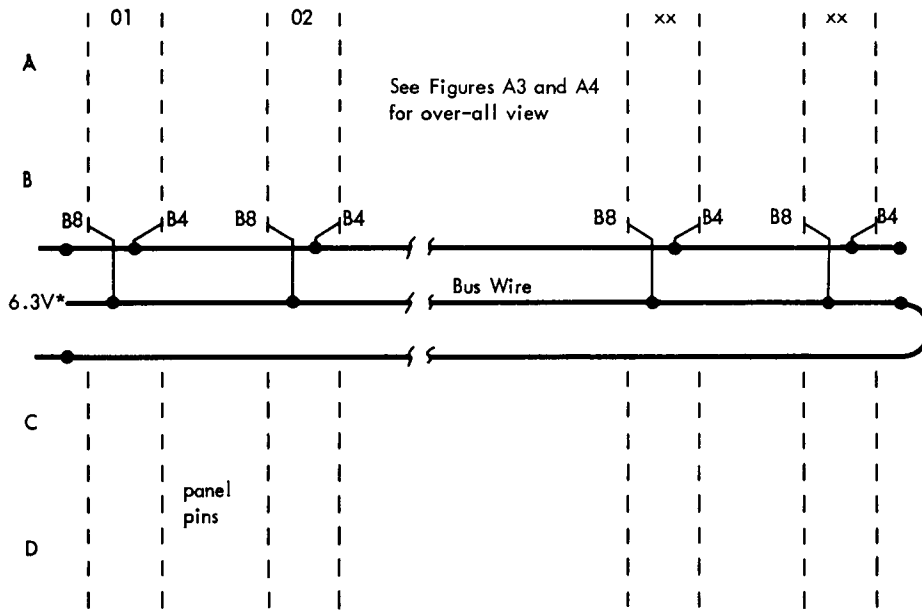 01 02 xx xx
A
See Figures A3 and A4
for over-all view
B
B8 B4 B8 B4 B8 B4 B8 B4
Bus Wire
6.3V*
C
panel
pins
D